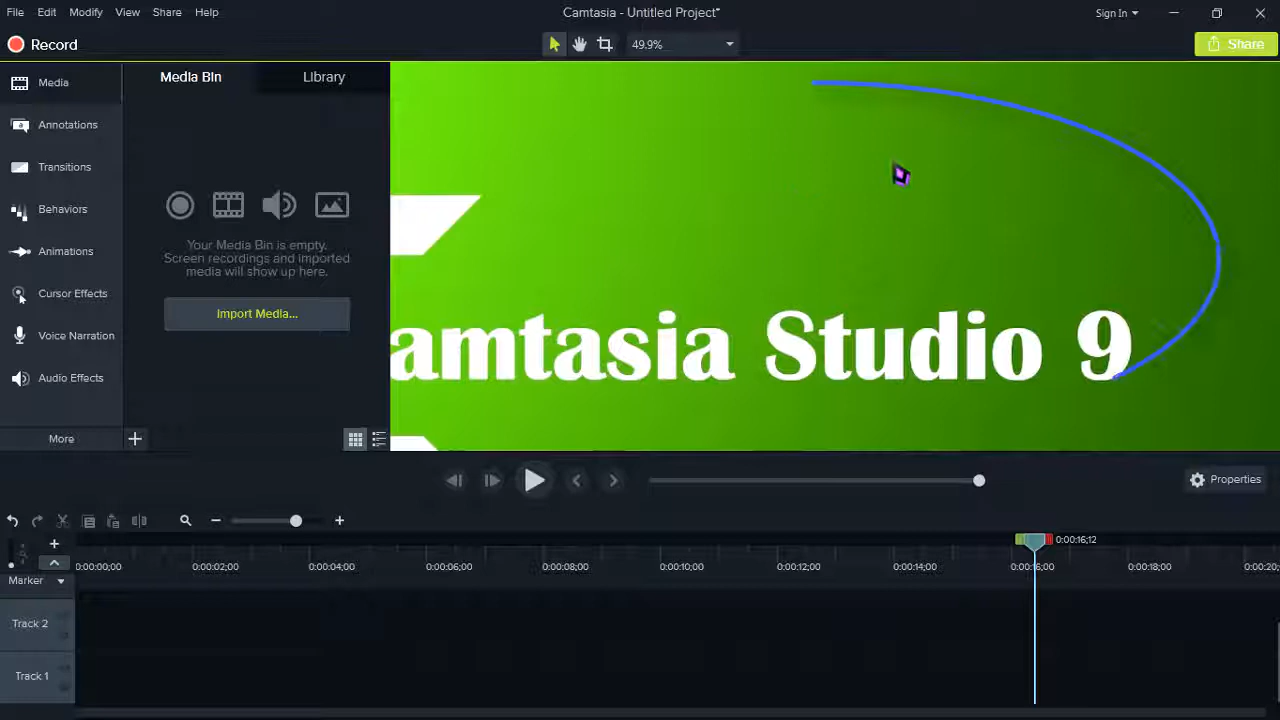 File Edit Modify View Share Help Camtasia - Untitled Project* Sign In
Record 49.9% Share
Media
Annotations
Transitions
Behaviors
Animations
Cursor Effects
Voice Narration
Audio Effects
More
Media Bin Library
Your Media Bin is empty.
Screen recordings and imported
media will show up here.
Import Media...
amtasia Studio 9
Properties
0:00:16;12
0:00:00;00 0:00:02;00 0:00:04;00 0:00:06;00 0:00:08;00 0:00:10;00 0:00:12;00 0:00:14;00 0:00:16;00 0:00:18;00 0:00:20;
Marker
Track 2
Track 1